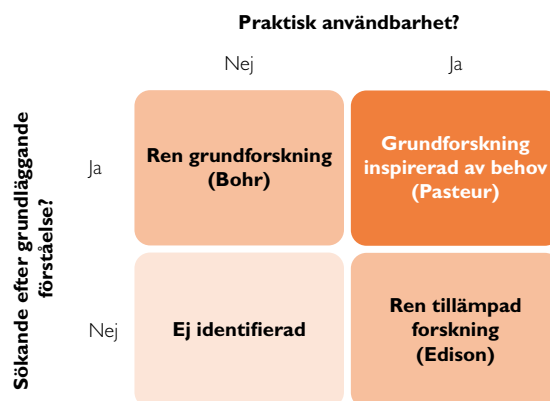 Praktisk användbarhet?
Nej
Ja
Sökande efter grundläggande
förståelse?
Ja
Ren grundforskning
(Bohr)
Grundforskning
inspirerad av behov
(Pasteur)
Nej
Ej identifierad
Ren tillämpad
forskning
(Edison)